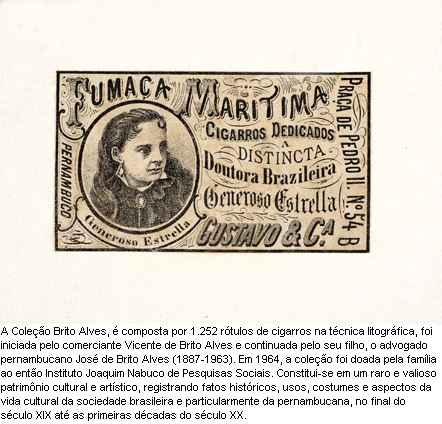 FUMAÇA MARITIMA
CIGARROS DEDICADOS
A
DISTINCTA
Doutora Brazileira
Generoso Estrella
GUSTAVO & C.A
PERNAMBUCO
Generoso Estrella
PRAÇA DE PEDRO II. Nº 54 B
A Coleção Brito Alves, é composta por 1.252 rótulos de cigarros na técnica litográfica, foi
iniciada pelo comerciante Vicente de Brito Alves e continuada pelo seu filho, o advogado
pernambucano José de Brito Alves (1887-1963). Em 1964, a coleção foi doada pela família
ao então Instituto Joaquim Nabuco de Pesquisas Sociais. Constitui-se em um raro e valioso
patrimônio cultural e artístico, registrando fatos históricos, usos, costumes e aspectos da
vida cultural da sociedade brasileira e particularmente da pernambucana, no final do
século XIX até as primeiras décadas do século XX.